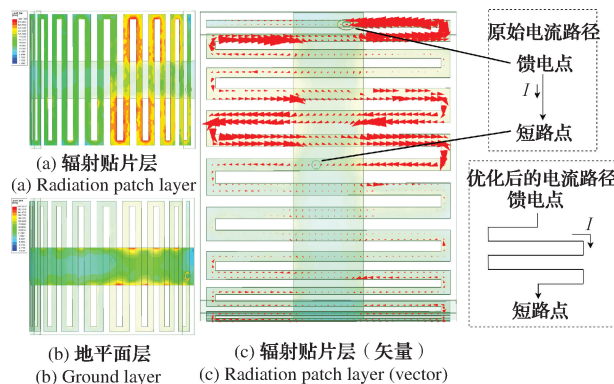 (a) 辐射贴片层
(a) Radiation patch layer
(b) 地平面层
(b) Ground layer
(c) 辐射贴片层（矢量）
(c) Radiation patch layer (vector)
原始电流路径
馈电点
I
短路点
优化后的电流路径
馈电点
I
短路点